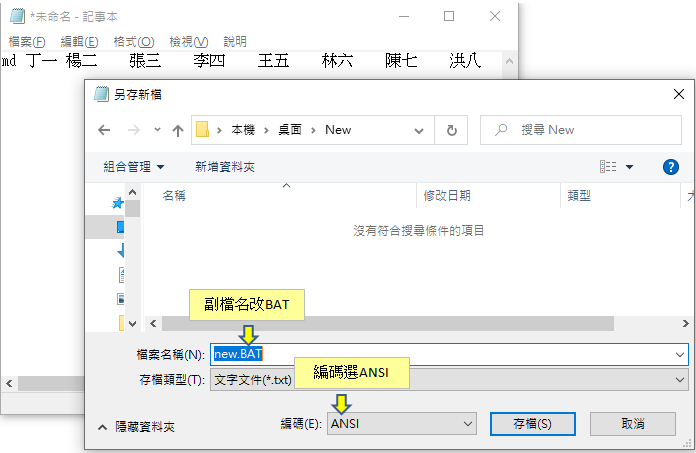 *未命名 - 記事本
檔案(F) 編輯(E) 格式(O) 檢視(V) 說明
md 丁一 楊二 張三 李四 王五 林六 陳七 洪八
另存新檔
本機 桌面 New
搜尋 New
組合管理 新增資料夾
名稱 修改日期 類型
沒有符合搜尋條件的項目
副檔名改BAT
檔案名稱(N): new.BAT
存檔類型(T): 文字文件(*.txt)
編碼選ANSI
隱藏資料夾 編碼(E): ANSI 存檔(S) 取消